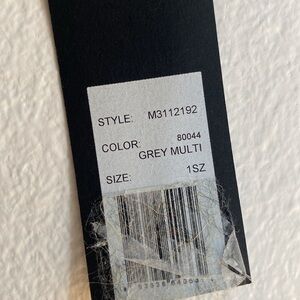 STYLE: M3112192
COLOR: 80044
GREY MULTI
SIZE: 1SZ